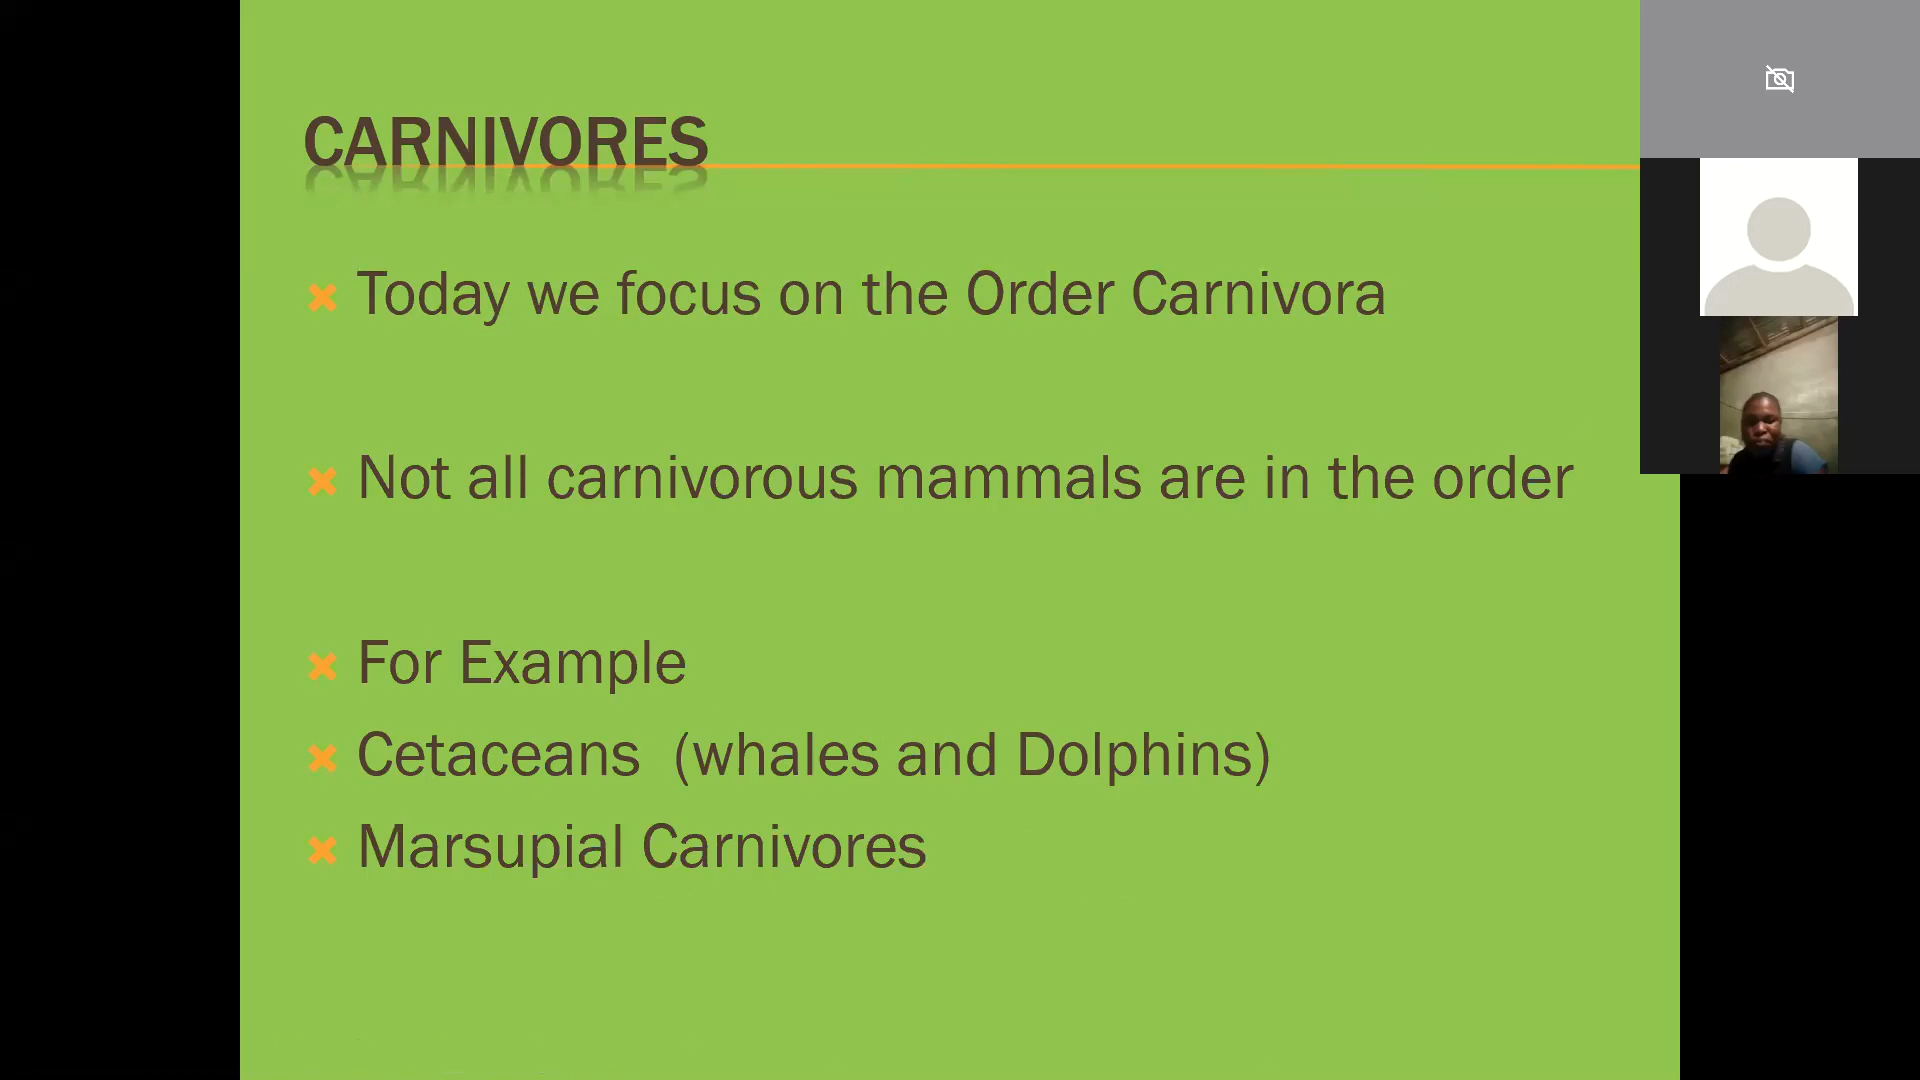 CARNIVORES
Today we focus on the Order Carnivora
Not all carnivorous mammals are in the order
For Example
Cetaceans (whales and Dolphins)
Marsupial Carnivores